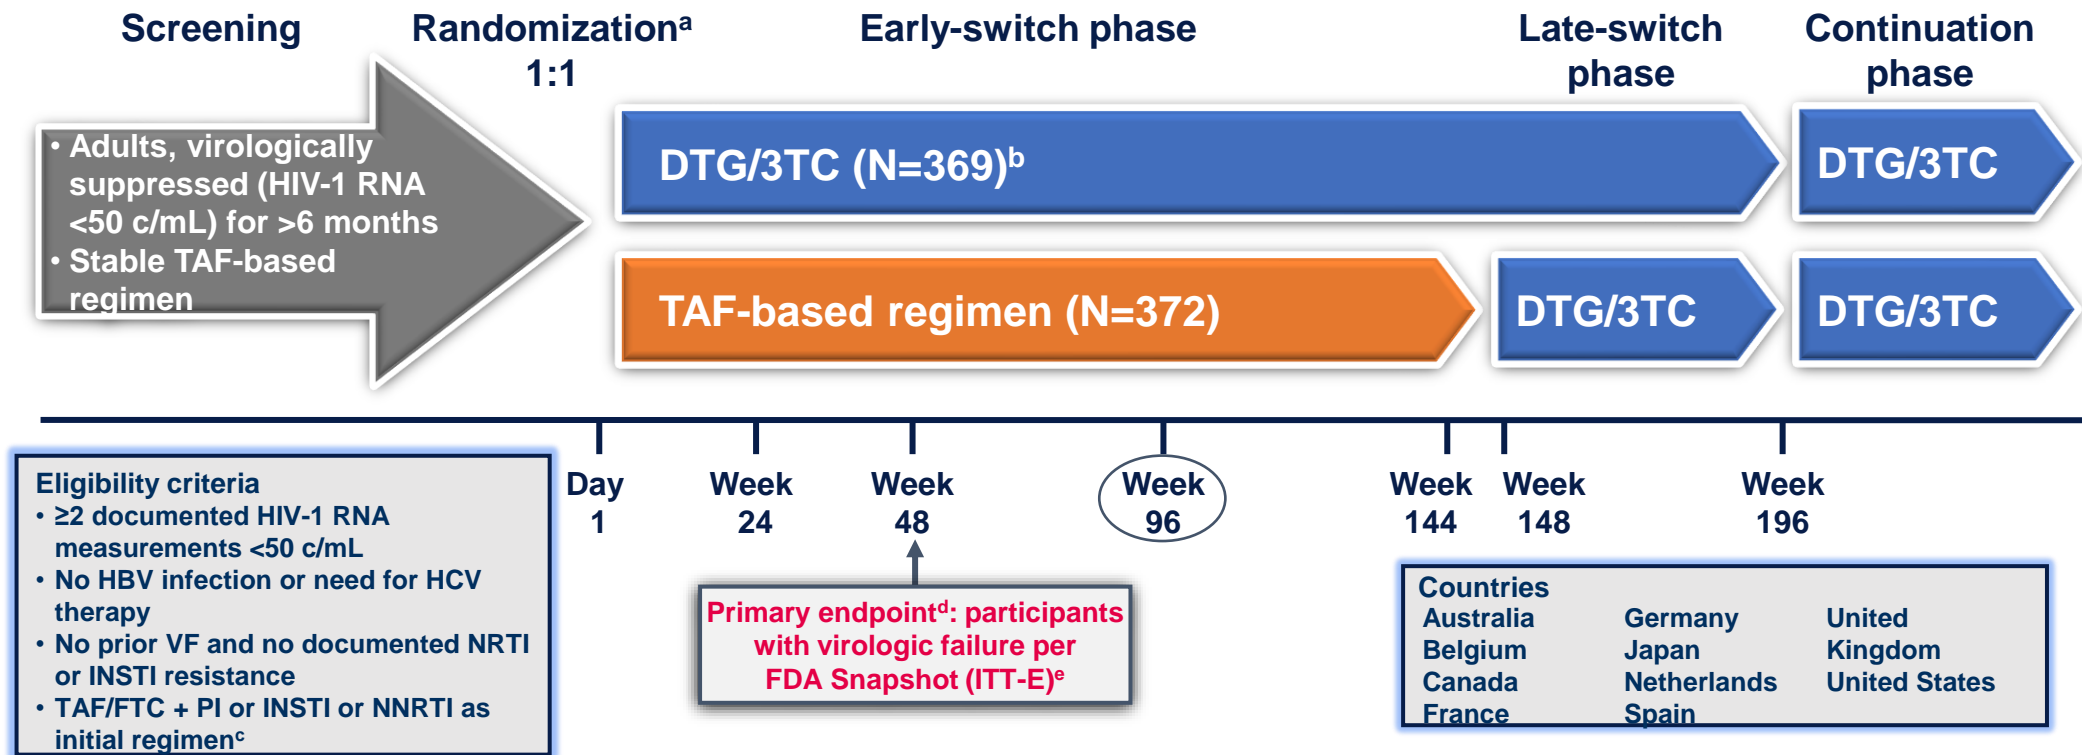 Screening
Randomizationᵃ
1:1
Early-switch phase
Late-switch
phase
Continuation
phase
• Adults, virologically
suppressed (HIV-1 RNA
<50 c/mL) for >6 months
• Stable TAF-based
regimen
DTG/3TC (N=369)ᵇ
DTG/3TC
TAF-based regimen (N=372)
DTG/3TC
DTG/3TC
Day
1
Week
24
Week
48
Week
96
Week
144
Week
148
Week
196
Eligibility criteria
• ≥2 documented HIV-1 RNA
measurements <50 c/mL
• No HBV infection or need for HCV
therapy
• No prior VF and no documented NRTI
or INSTI resistance
• TAF/FTC + PI or INSTI or NNRTI as
initial regimenᶜ
Primary endpointᵈ: participants
with virologic failure per
FDA Snapshot (ITT-E)ᵉ
Countries
Australia
Belgium
Canada
France
Germany
Japan
Netherlands
Spain
United
Kingdom
United States